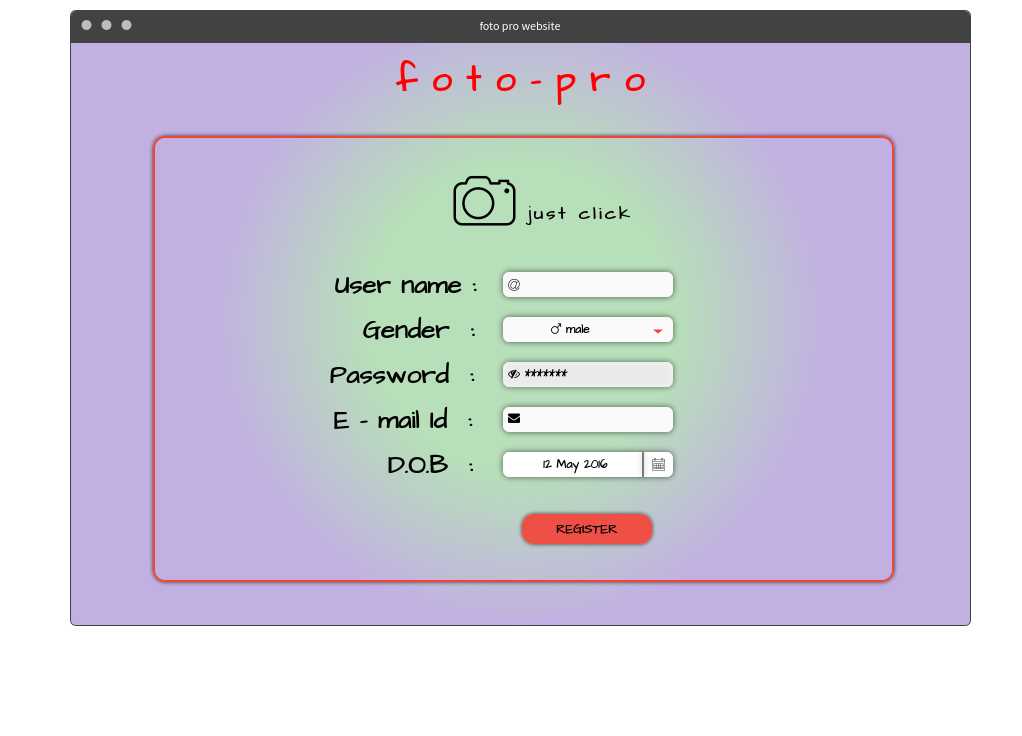 foto pro website
foto-pro
just click
User name : @
Gender : ♂ male
Password : *******
E - mail Id :
D.O.B : 12 May 2016
REGISTER